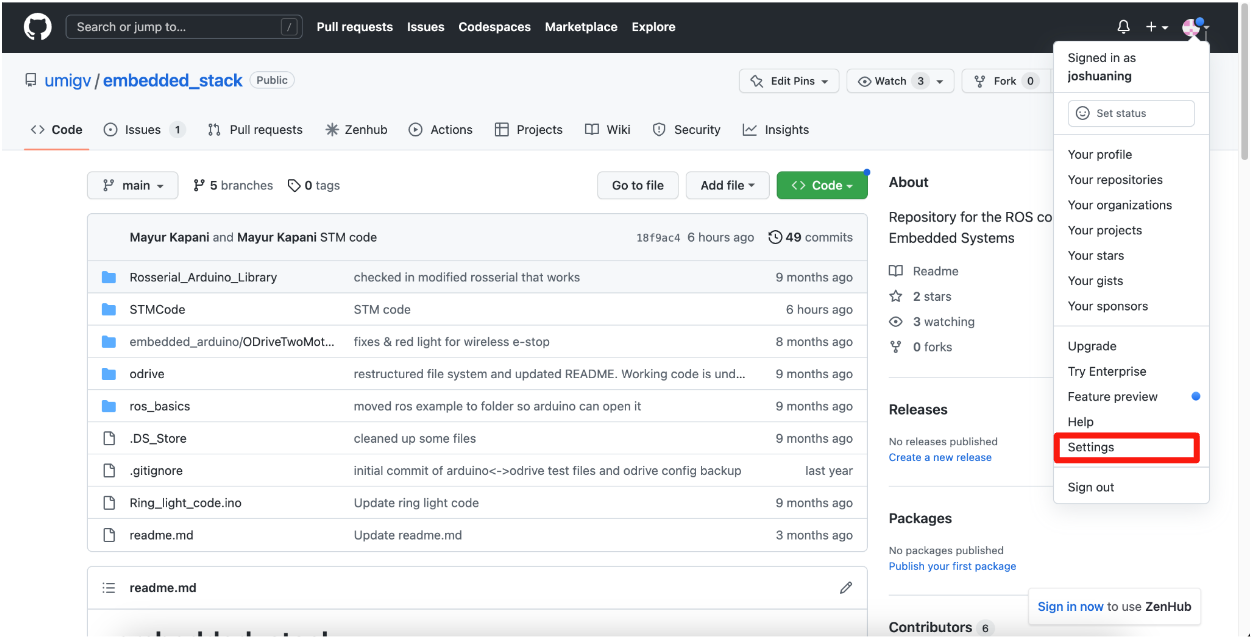 Search or jump to... / Pull requests Issues Codespaces Marketplace Explore
Signed in as
joshuaning
Set status
Your profile
Your repositories
Your organizations
Your projects
Your stars
Your gists
Your sponsors
Upgrade
Try Enterprise
Feature preview
Help
Settings
Sign out
umigv / embedded_stack Public
Edit Pins Watch 3 Fork 0
Code Issues 1 Pull requests Zenhub Actions Projects Wiki Security Insights
main 5 branches 0 tags Go to file Add file Code
Mayur Kapani and Mayur Kapani STM code 18f9ac4 6 hours ago 49 commits
Rosserial_Arduino_Library checked in modified rosserial that works 9 months ago
STMCode STM code 6 hours ago
embedded_arduino/ODriveTwoMot... fixes & red light for wireless e-stop 8 months ago
odrive restructured file system and updated README. Working code is und... 9 months ago
ros_basics moved ros example to folder so arduino can open it 9 months ago
.DS_Store cleaned up some files 9 months ago
.gitignore initial commit of arduino<->odrive test files and odrive config backup last year
Ring_light_code.ino Update ring light code 9 months ago
readme.md Update readme.md 3 months ago
readme.md
About
Repository for the ROS co
Embedded Systems
Readme
2 stars
3 watching
0 forks
Releases
No releases published
Create a new release
Packages
No packages published
Publish your first package
Sign in now to use ZenHub
Contributors 6